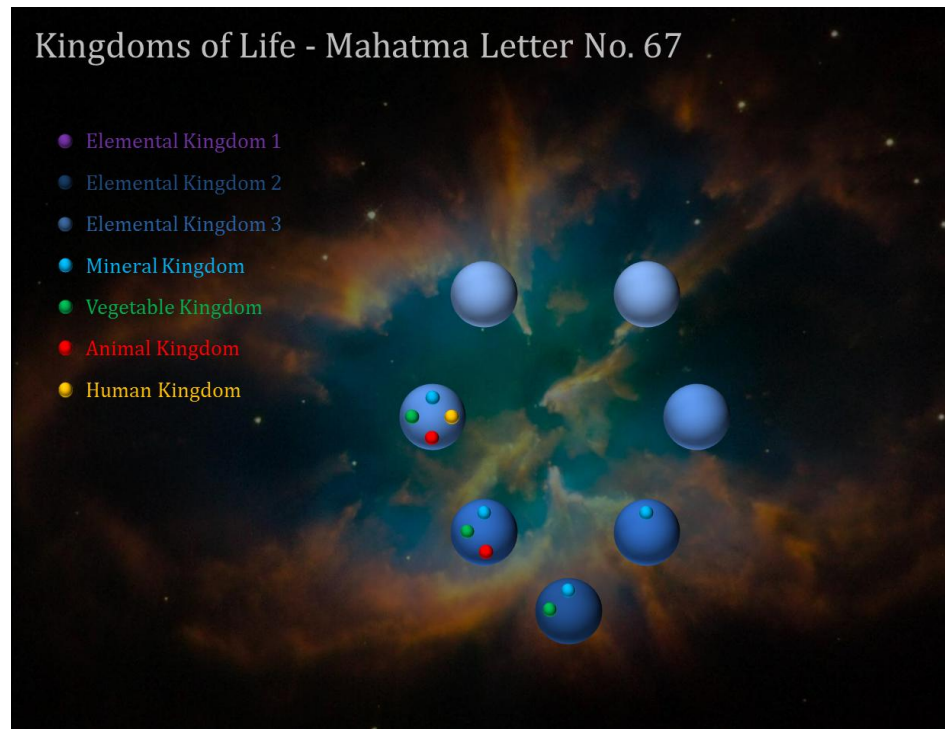 Kingdoms of Life - Mahatma Letter No. 67
Elemental Kingdom 1
Elemental Kingdom 2
Elemental Kingdom 3
Mineral Kingdom
Vegetable Kingdom
Animal Kingdom
Human Kingdom